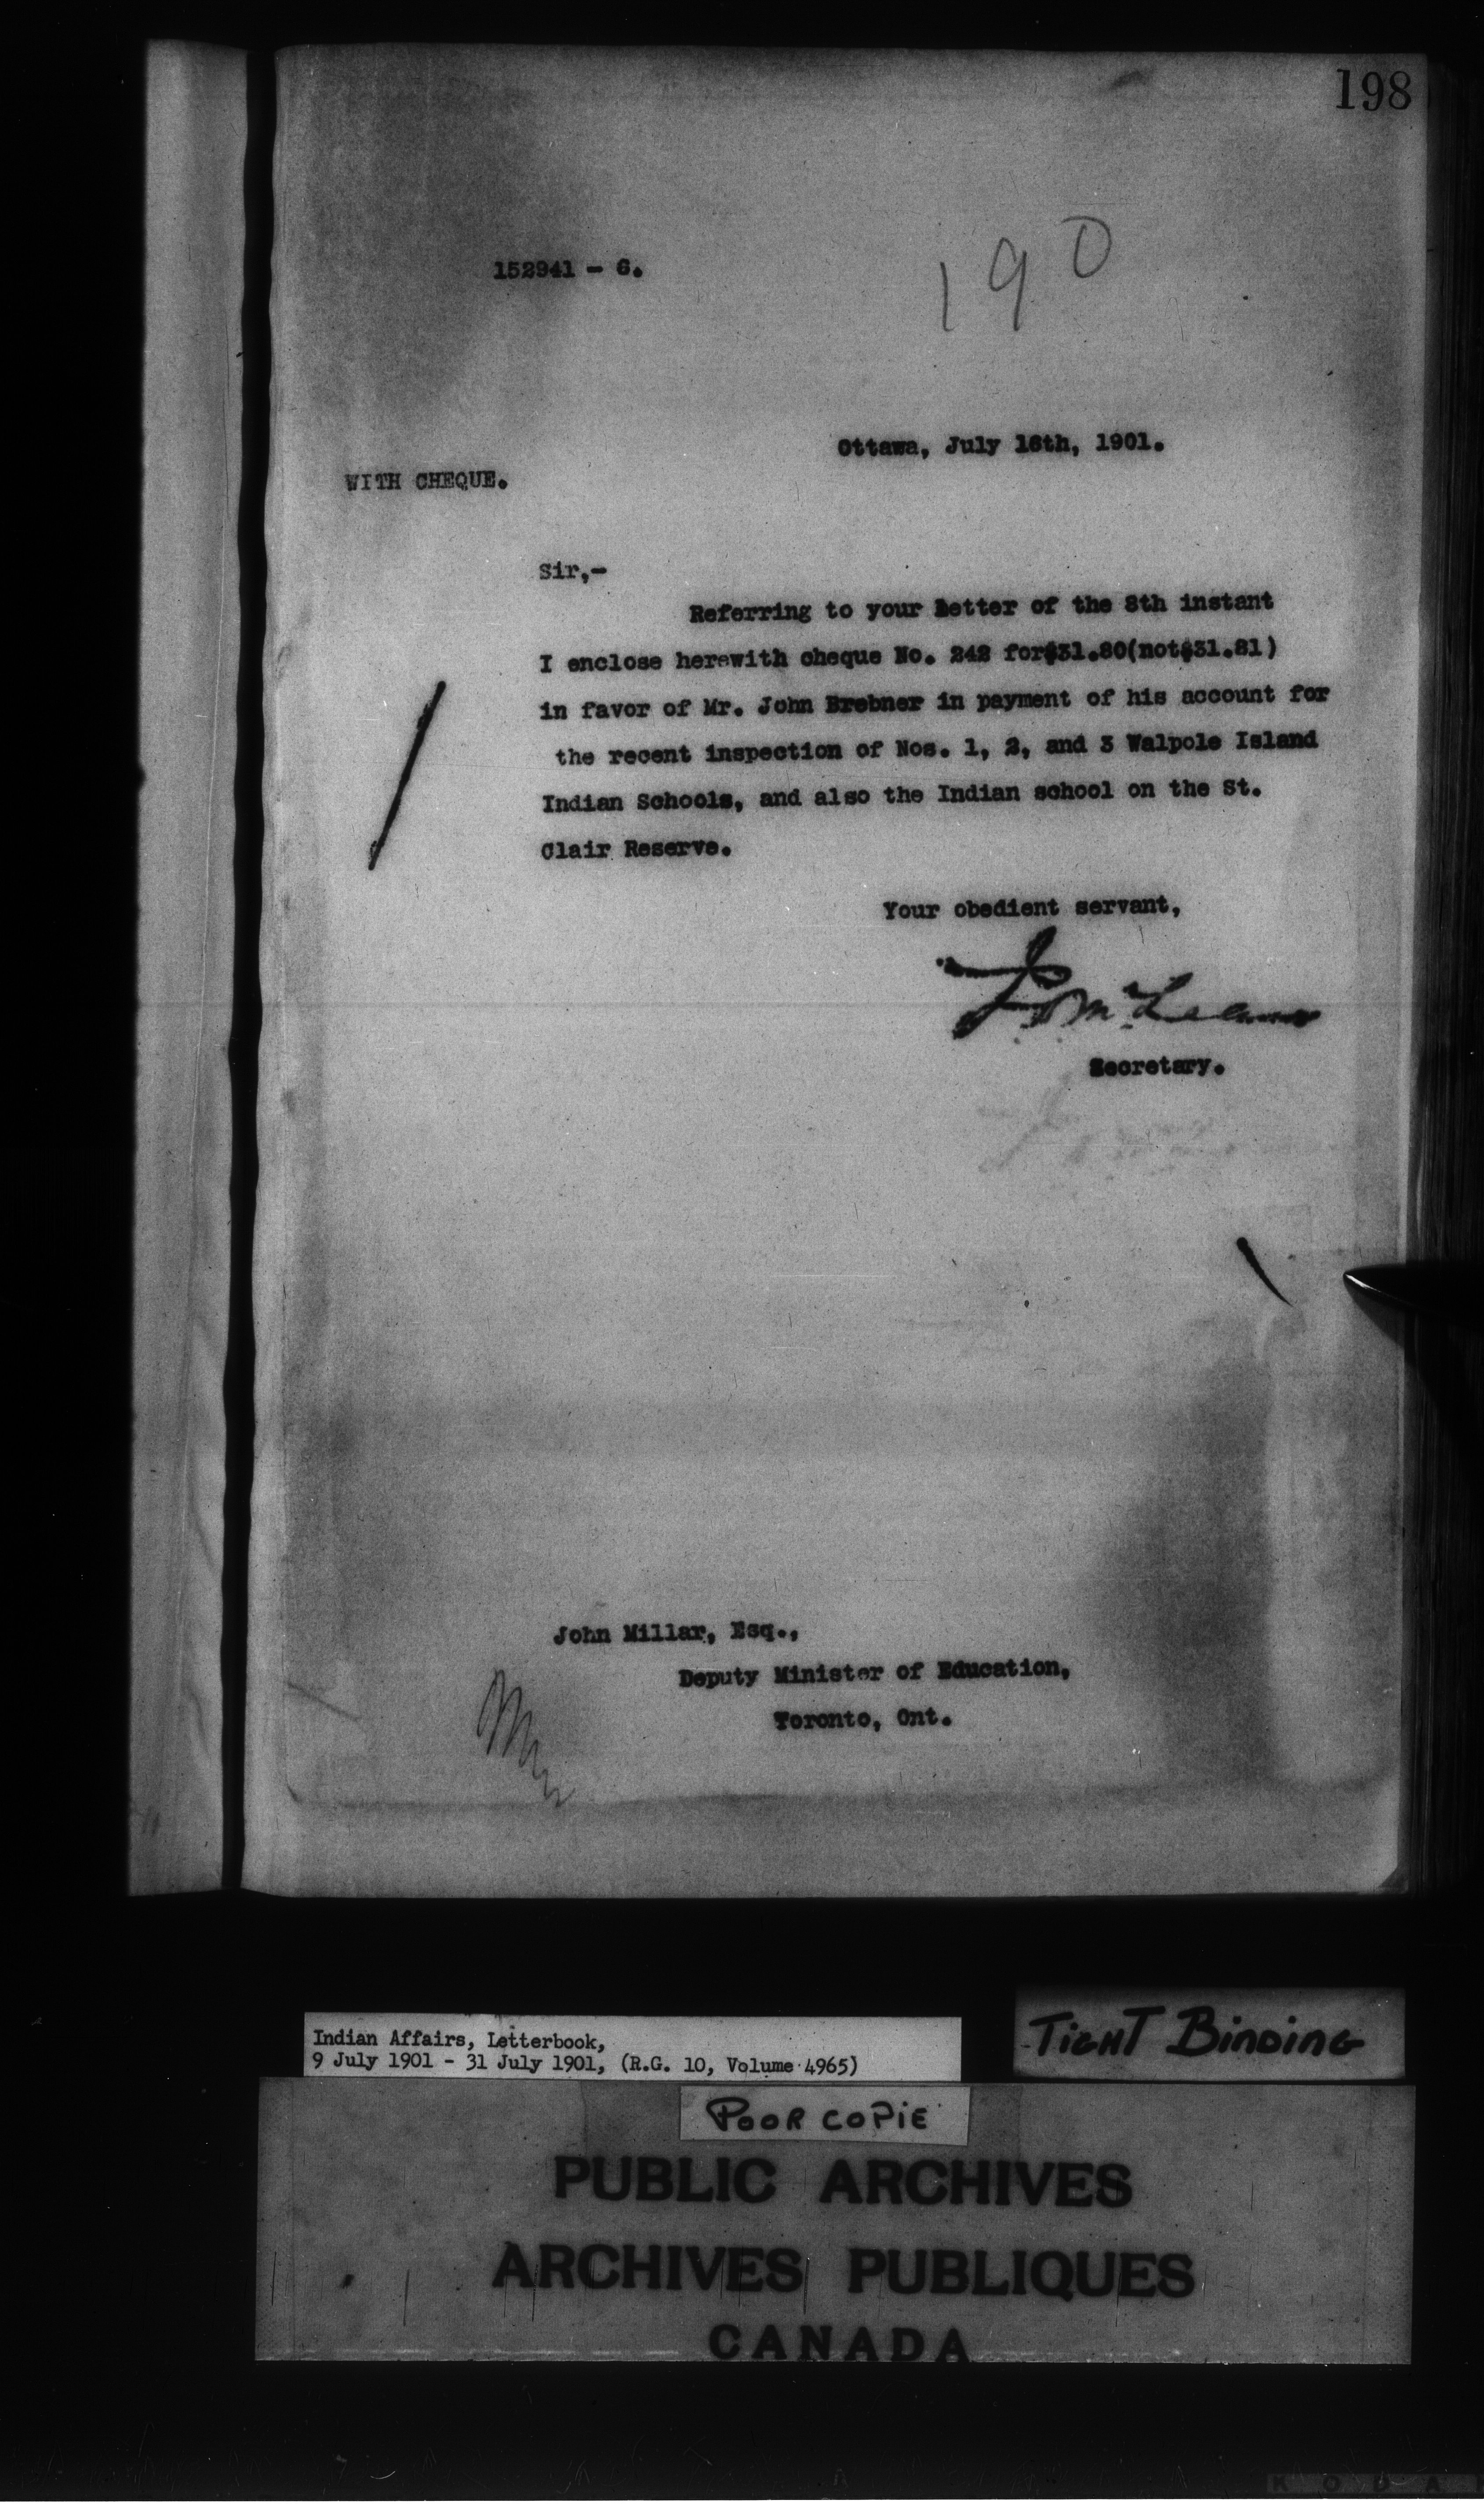 198
190
152941 - 6.
Ottawa, July 16th, 1901.
WITH CHEQUE.
Sir,-
Referring to your letter of the 8th instant
I enclose herewith cheque No. 242 for$31.80(not$31.81)
in favor of Mr. John Brebner in payment of his account for
the recent inspection of Nos. 1, 2, and 3 Walpole Island
Indian Schools, and also the Indian school on the St.
Clair Reserve.
Your obedient servant,
J.D. McLean
Secretary.
John Millar, Esq.,
Deputy Minister of Education,
Toronto, Ont.
Indian Affairs, Letterbook,
9 July 1901 - 31 July 1901, (R.G. 10, Volume 4965)
TIGHT BINDING
POOR COPIE
PUBLIC ARCHIVES
ARCHIVES PUBLIQUES
CANADA